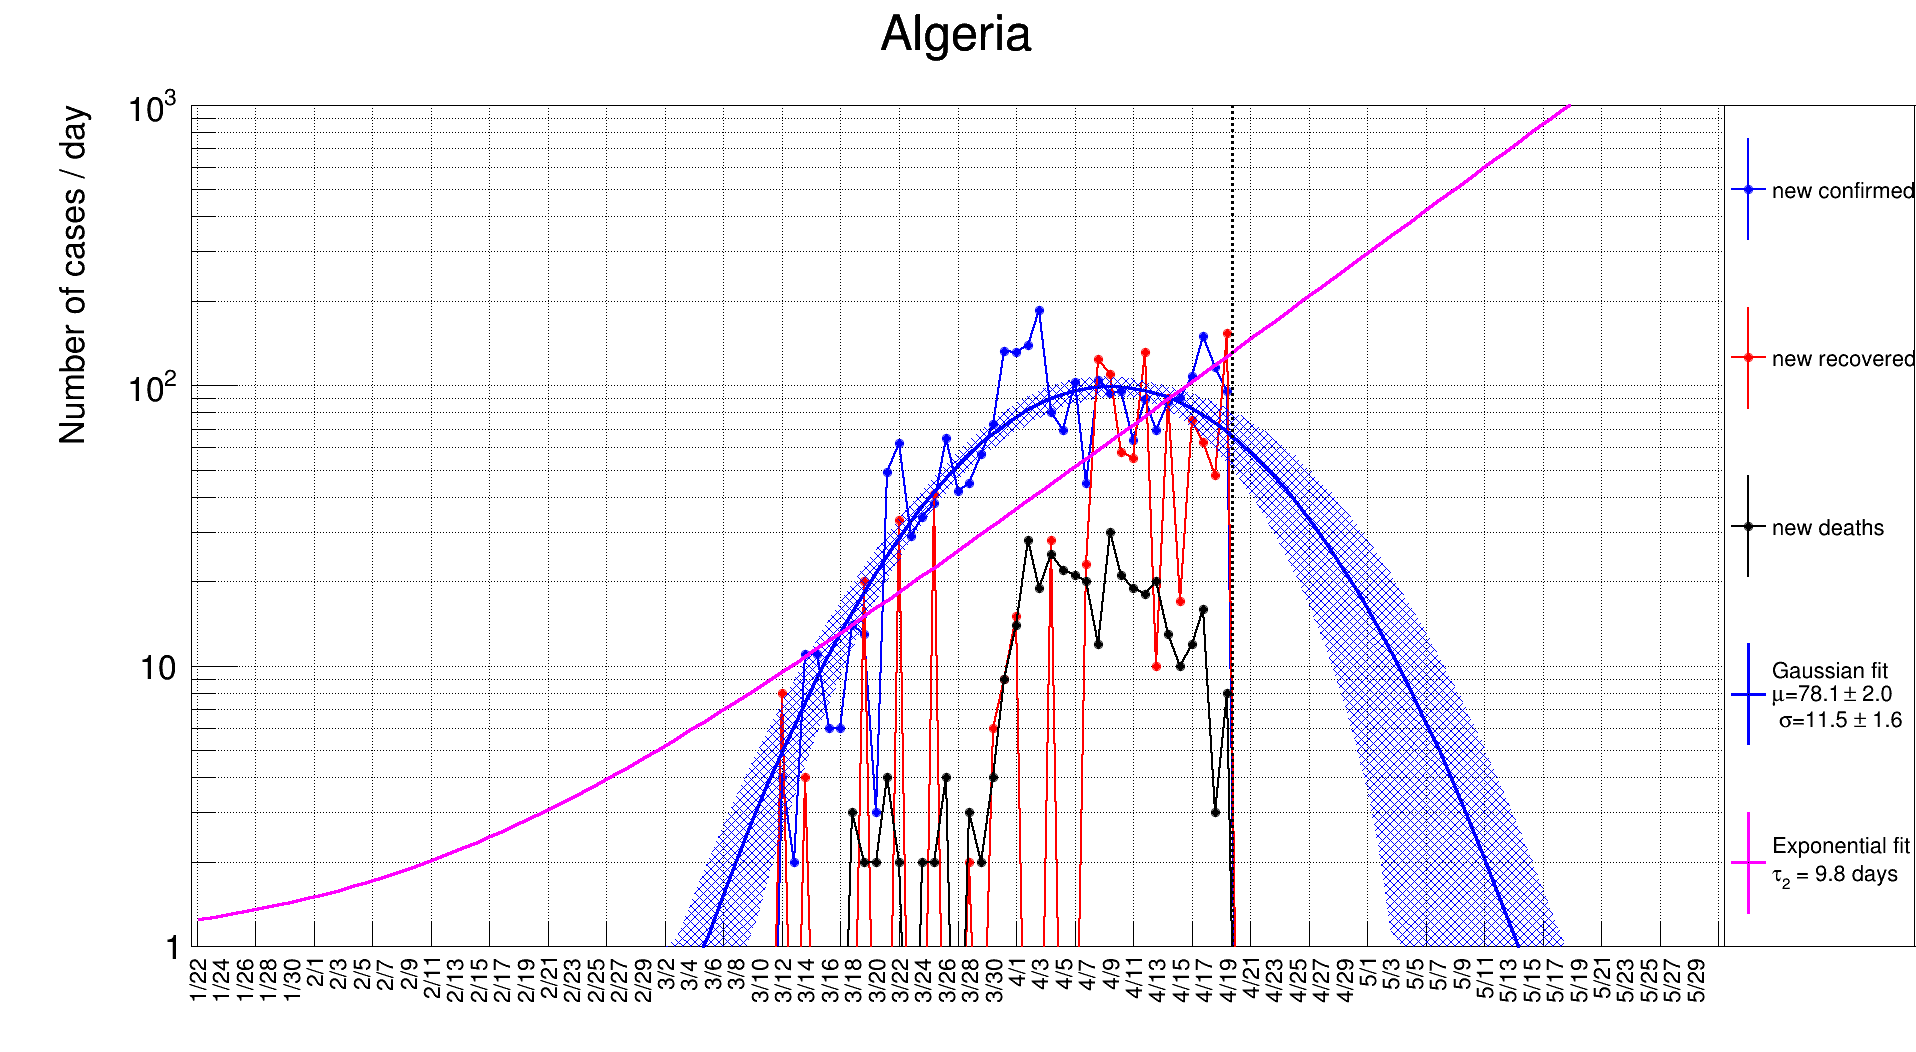 Algeria
Number of cases / day
10³
10²
10
1
1/22 1/24 1/26 1/28 1/30 2/1 2/3 2/5 2/7 2/9 2/11 2/13 2/15 2/17 2/19 2/21 2/23 2/25 2/27 2/29 3/2 3/4 3/6 3/8 3/10 3/12 3/14 3/16 3/18 3/20 3/22 3/24 3/26 3/28 3/30 4/1 4/3 4/5 4/7 4/9 4/11 4/13 4/15 4/17 4/19 4/21 4/23 4/25 4/27 4/29 5/1 5/3 5/5 5/7 5/9 5/11 5/13 5/15 5/17 5/19 5/21 5/23 5/25 5/27 5/29
new confirmed
new recovered
new deaths
Gaussian fit
μ=78.1 ± 2.0
σ=11.5 ± 1.6
Exponential fit
τ₂ = 9.8 days